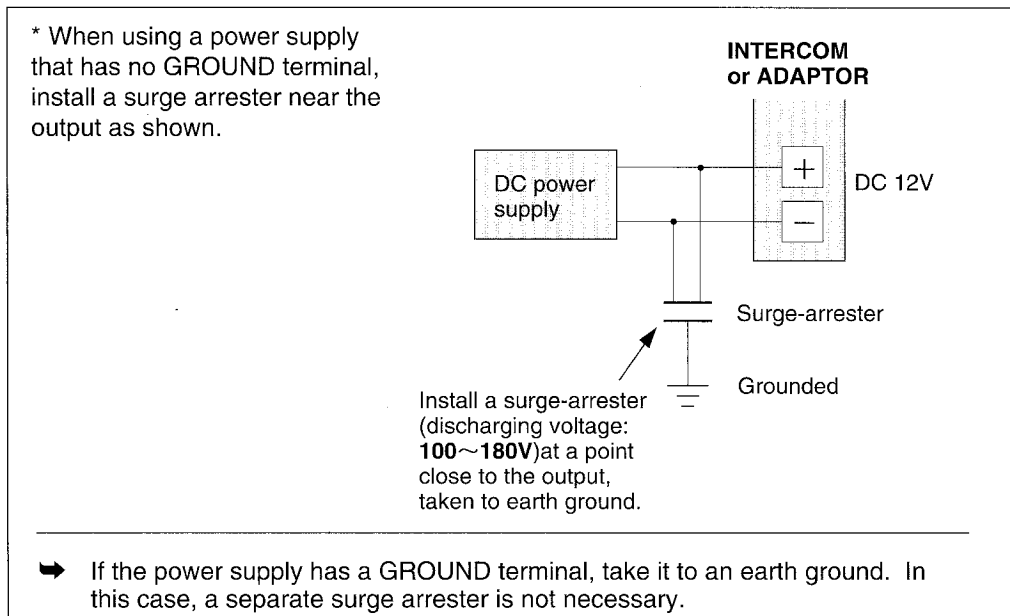 * When using a power supply
that has no GROUND terminal,
install a surge arrester near the
output as shown.
INTERCOM
or ADAPTOR
DC power
supply
+
DC 12V
−
Surge-arrester
Grounded
Install a surge-arrester
(discharging voltage:
100～180V)at a point
close to the output,
taken to earth ground.
➥ If the power supply has a GROUND terminal, take it to an earth ground. In
this case, a separate surge arrester is not necessary.